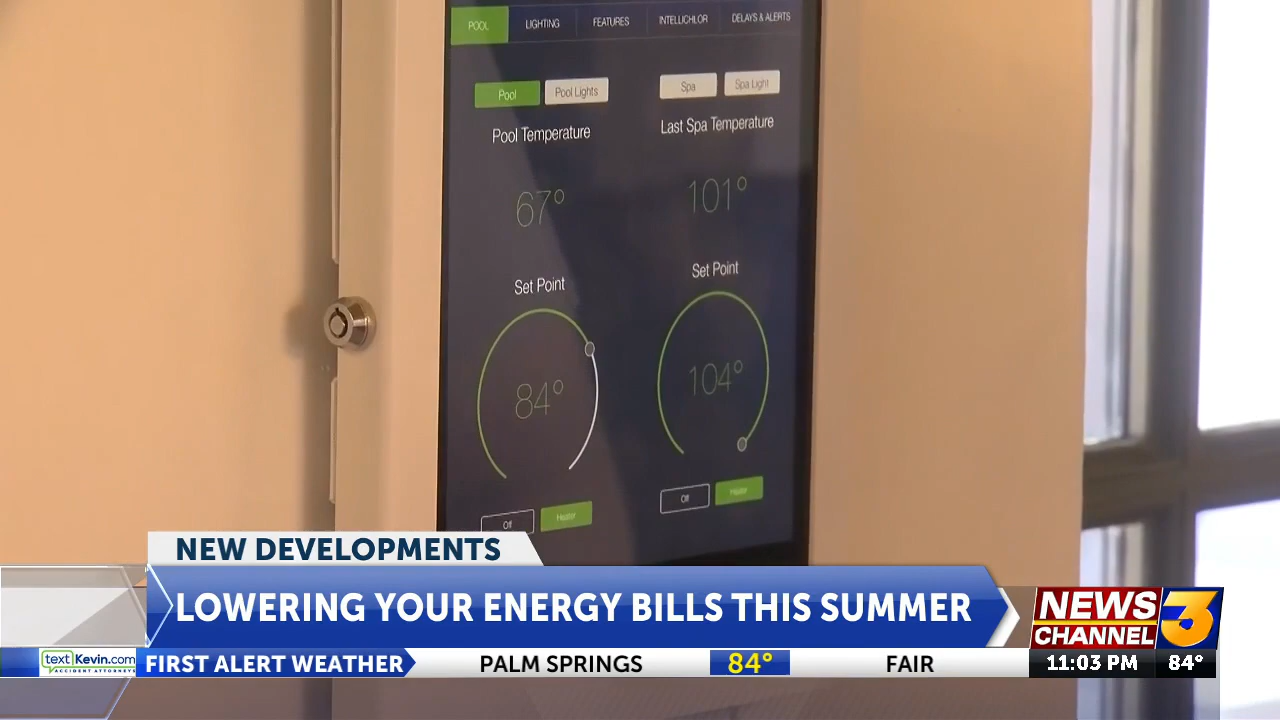 POOL LIGHTING FEATURES INTELLICHLOR DELAYS & ALERTS
Pool Pool Lights Spa Spa Light
Pool Temperature Last Spa Temperature
67° 101°
Set Point Set Point
84° 104°
Off Heater Off Heater
NEW DEVELOPMENTS
LOWERING YOUR ENERGY BILLS THIS SUMMER
NEWS CHANNEL 3
textKevin.com
ACCIDENT ATTORNEYS
FIRST ALERT WEATHER PALM SPRINGS 84° FAIR 11:03 PM 84°